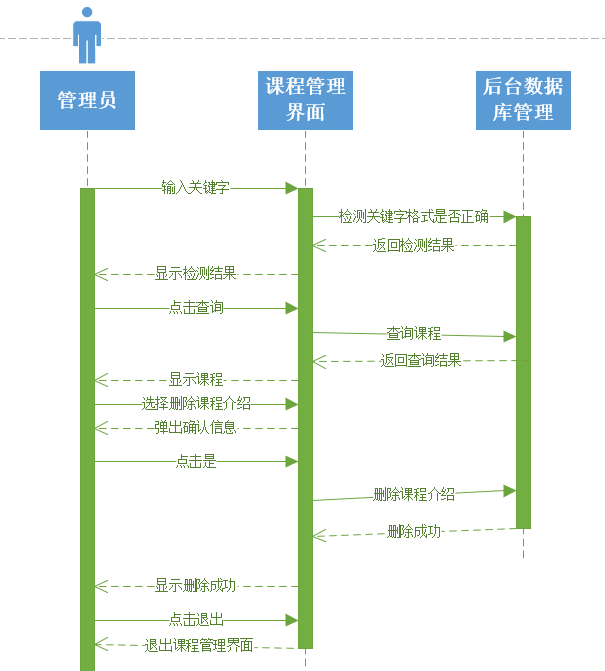 管理员
课程管理
界面
后台数据
库管理
输入关键字
检测关键字格式是否正确
返回检测结果
显示检测结果
点击查询
查询课程
返回查询结果
显示课程
选择删除课程介绍
弹出确认信息
点击是
删除课程介绍
删除成功
显示删除成功
点击退出
退出课程管理界面